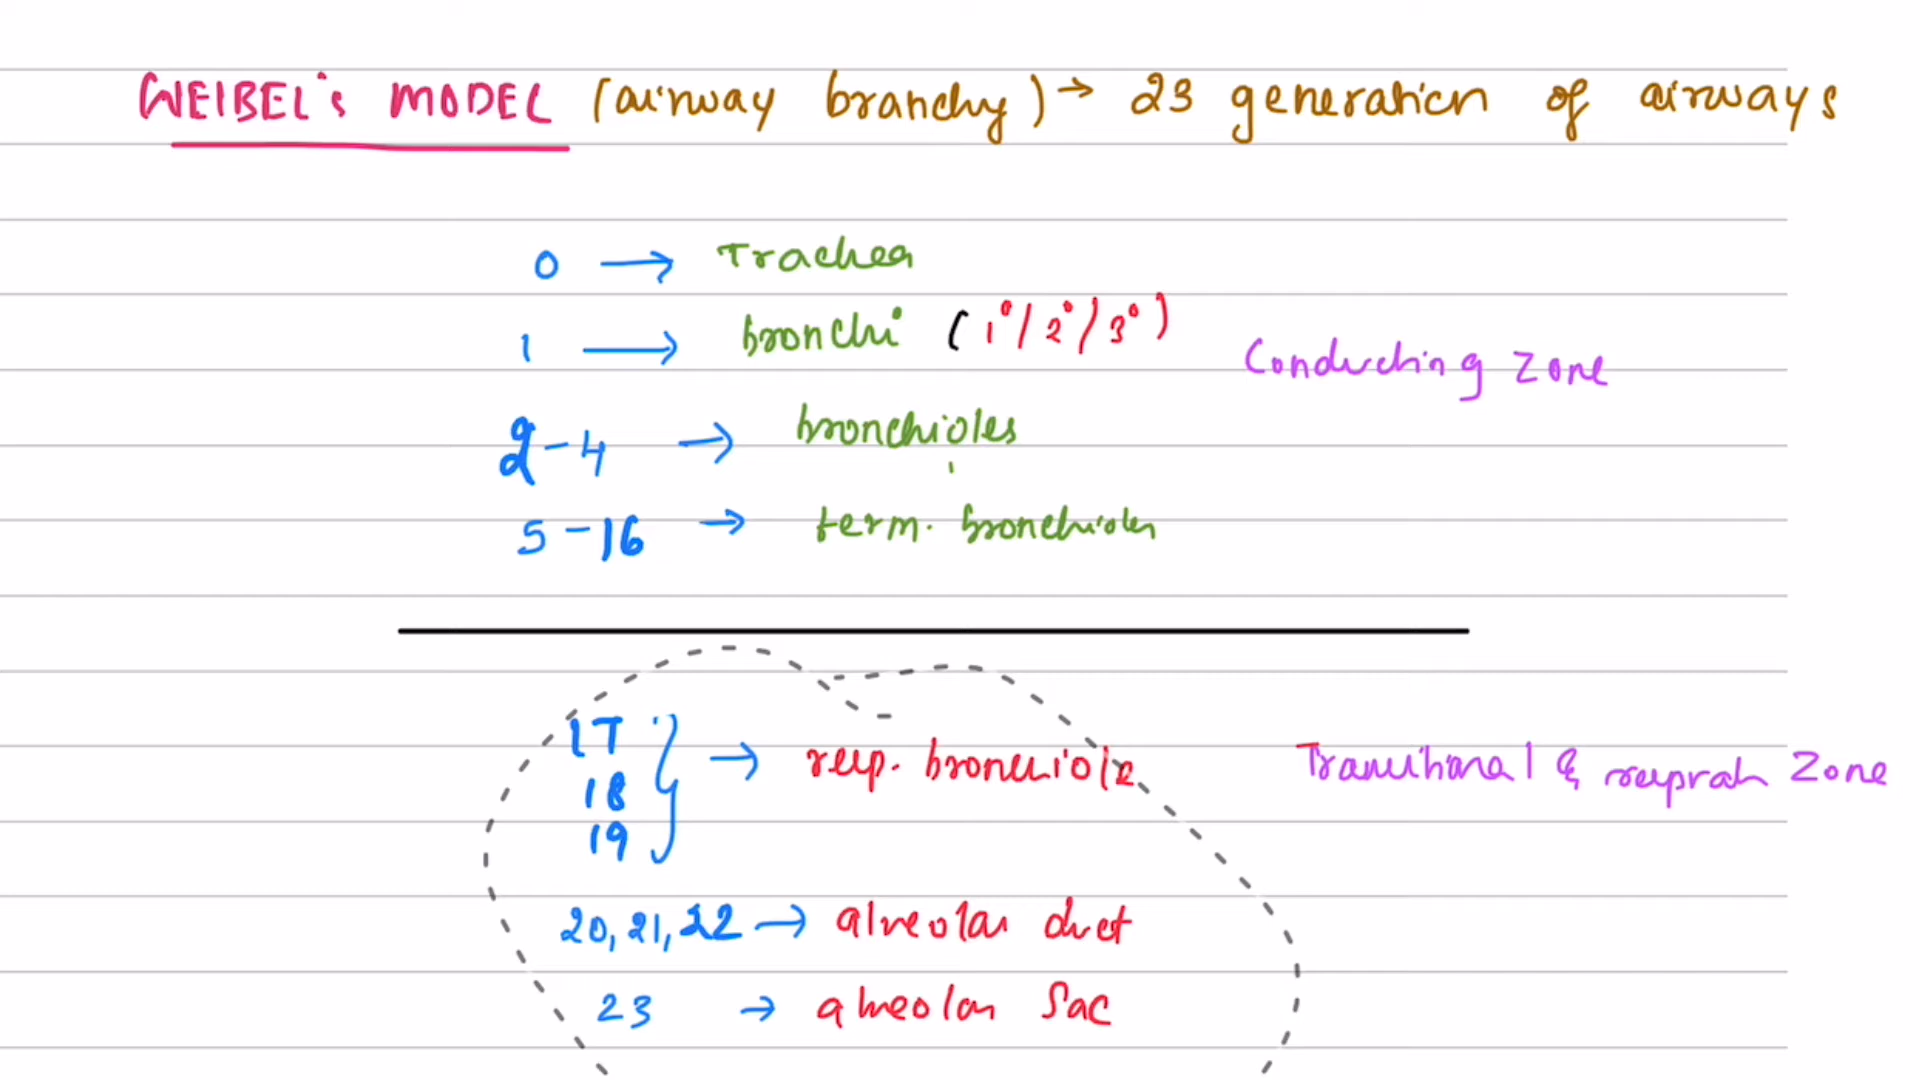 WEIBEL's MODEL (airway branchy) → 23 generation of airways
0 → Trachea
1 → bronchi (1°/2°/3°)
Conducting Zone
2-4 → bronchioles
5-16 → term. bronchioles
17
18
19
→ resp. bronchiole
Transitional & Zone
20, 21, 22 → alveolar duct
23 → alveolar Sac